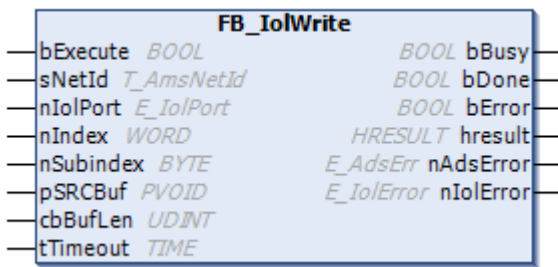 FB_IolWrite
bExecute BOOL BOOL bBusy
sNetId T_AmsNetId BOOL bDone
nIolPort E_IolPort BOOL bError
nIndex WORD HRESULT hresult
nSubindex BYTE E_AdsErr nAdsError
pSRCBuf PVOID E_IolError nIolError
cbBufLen UDINT
tTimeout TIME